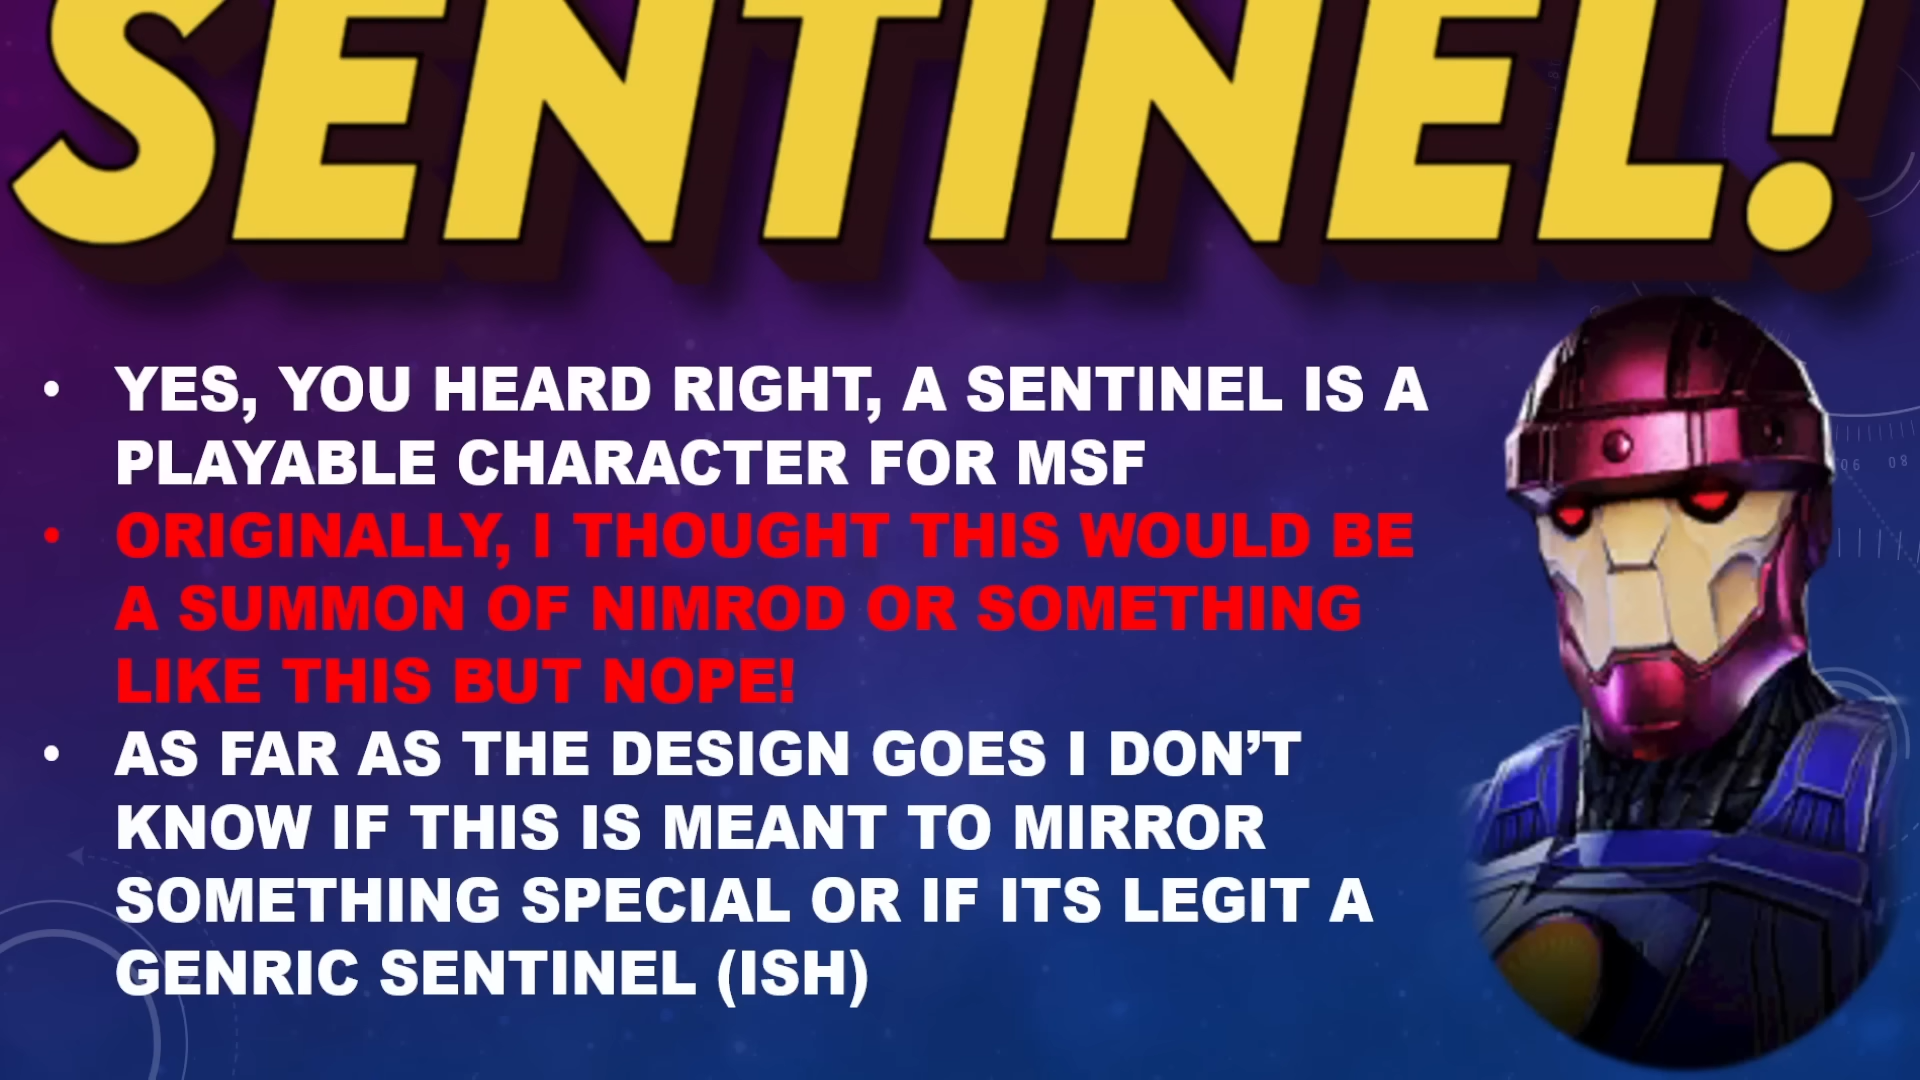 SENTINEL!
• YES, YOU HEARD RIGHT, A SENTINEL IS A
PLAYABLE CHARACTER FOR MSF
• ORIGINALLY, I THOUGHT THIS WOULD BE
A SUMMON OF NIMROD OR SOMETHING
LIKE THIS BUT NOPE!
• AS FAR AS THE DESIGN GOES I DON’T
KNOW IF THIS IS MEANT TO MIRROR
SOMETHING SPECIAL OR IF ITS LEGIT A
GENRIC SENTINEL (ISH)